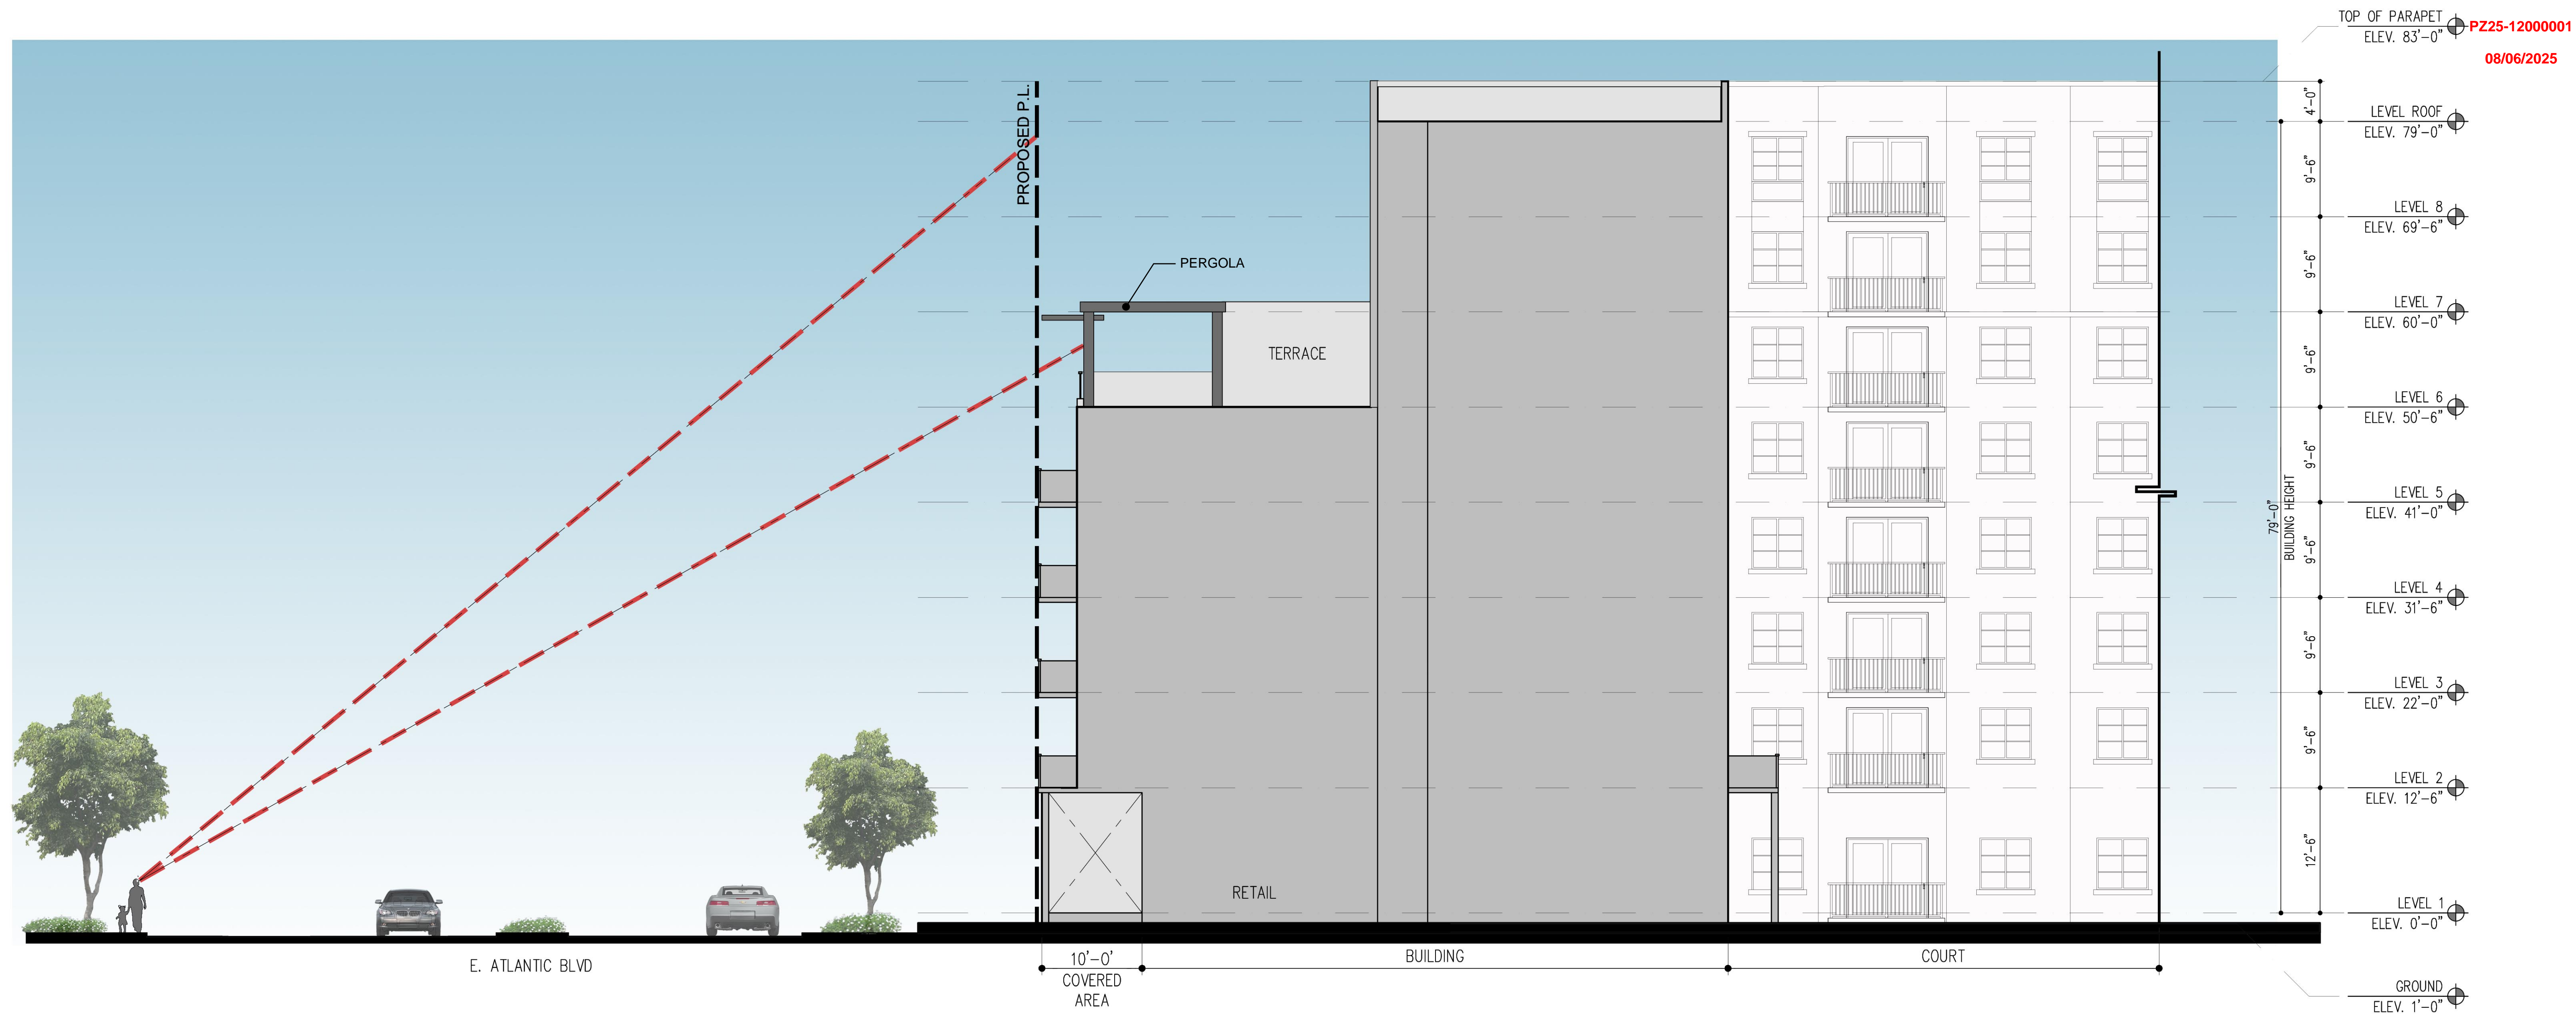 TOP OF PARAPET
ELEV. 83'-0"
PZ25-12000001
08/06/2025
PROPOSED P.L.
4'-0"
LEVEL ROOF
ELEV. 79'-0"
9'-6"
LEVEL 8
ELEV. 69'-6"
9'-6"
PERGOLA
LEVEL 7
ELEV. 60'-0"
TERRACE
9'-6"
LEVEL 6
ELEV. 50'-6"
9'-6"
LEVEL 5
ELEV. 41'-0"
79'-0"
BUILDING HEIGHT
9'-6"
LEVEL 4
ELEV. 31'-6"
9'-6"
LEVEL 3
ELEV. 22'-0"
9'-6"
LEVEL 2
ELEV. 12'-6"
12'-6"
RETAIL
LEVEL 1
ELEV. 0'-0"
E. ATLANTIC BLVD
10'-0'
COVERED
AREA
BUILDING
COURT
GROUND
ELEV. 1'-0"